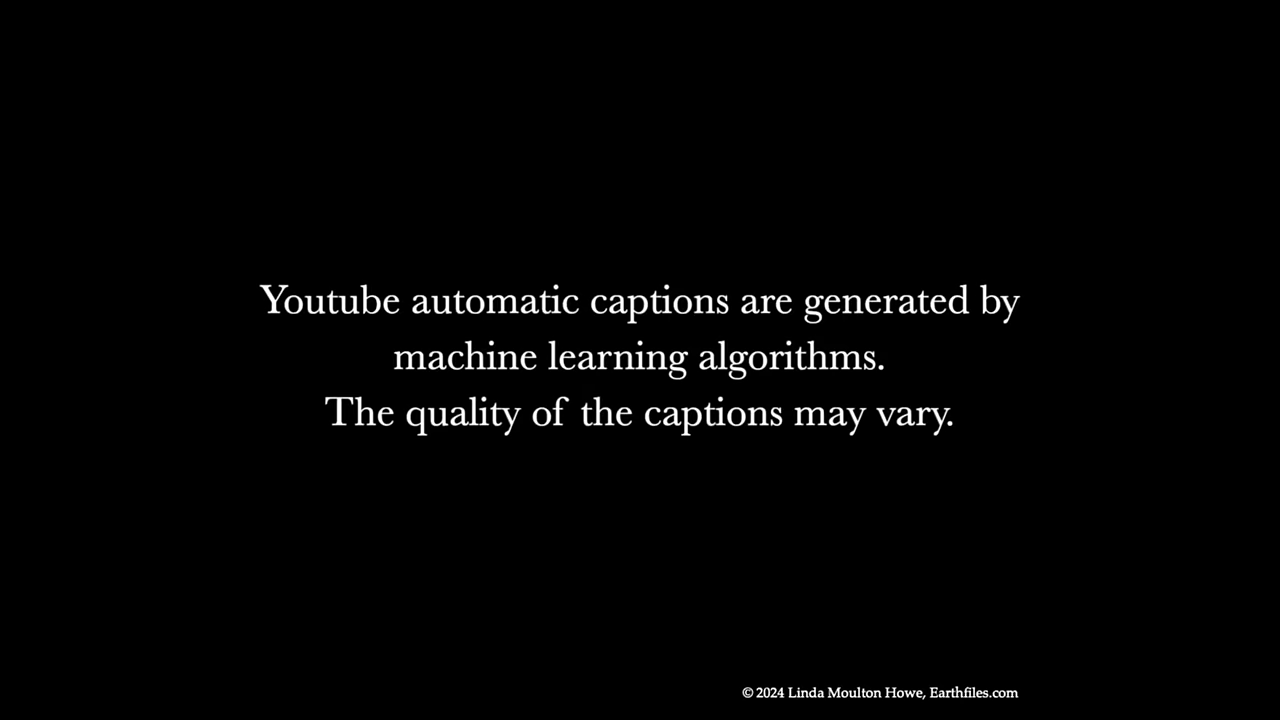 Youtube automatic captions are generated by
machine learning algorithms.
The quality of the captions may vary.
© 2024 Linda Moulton Howe, Earthfiles.com